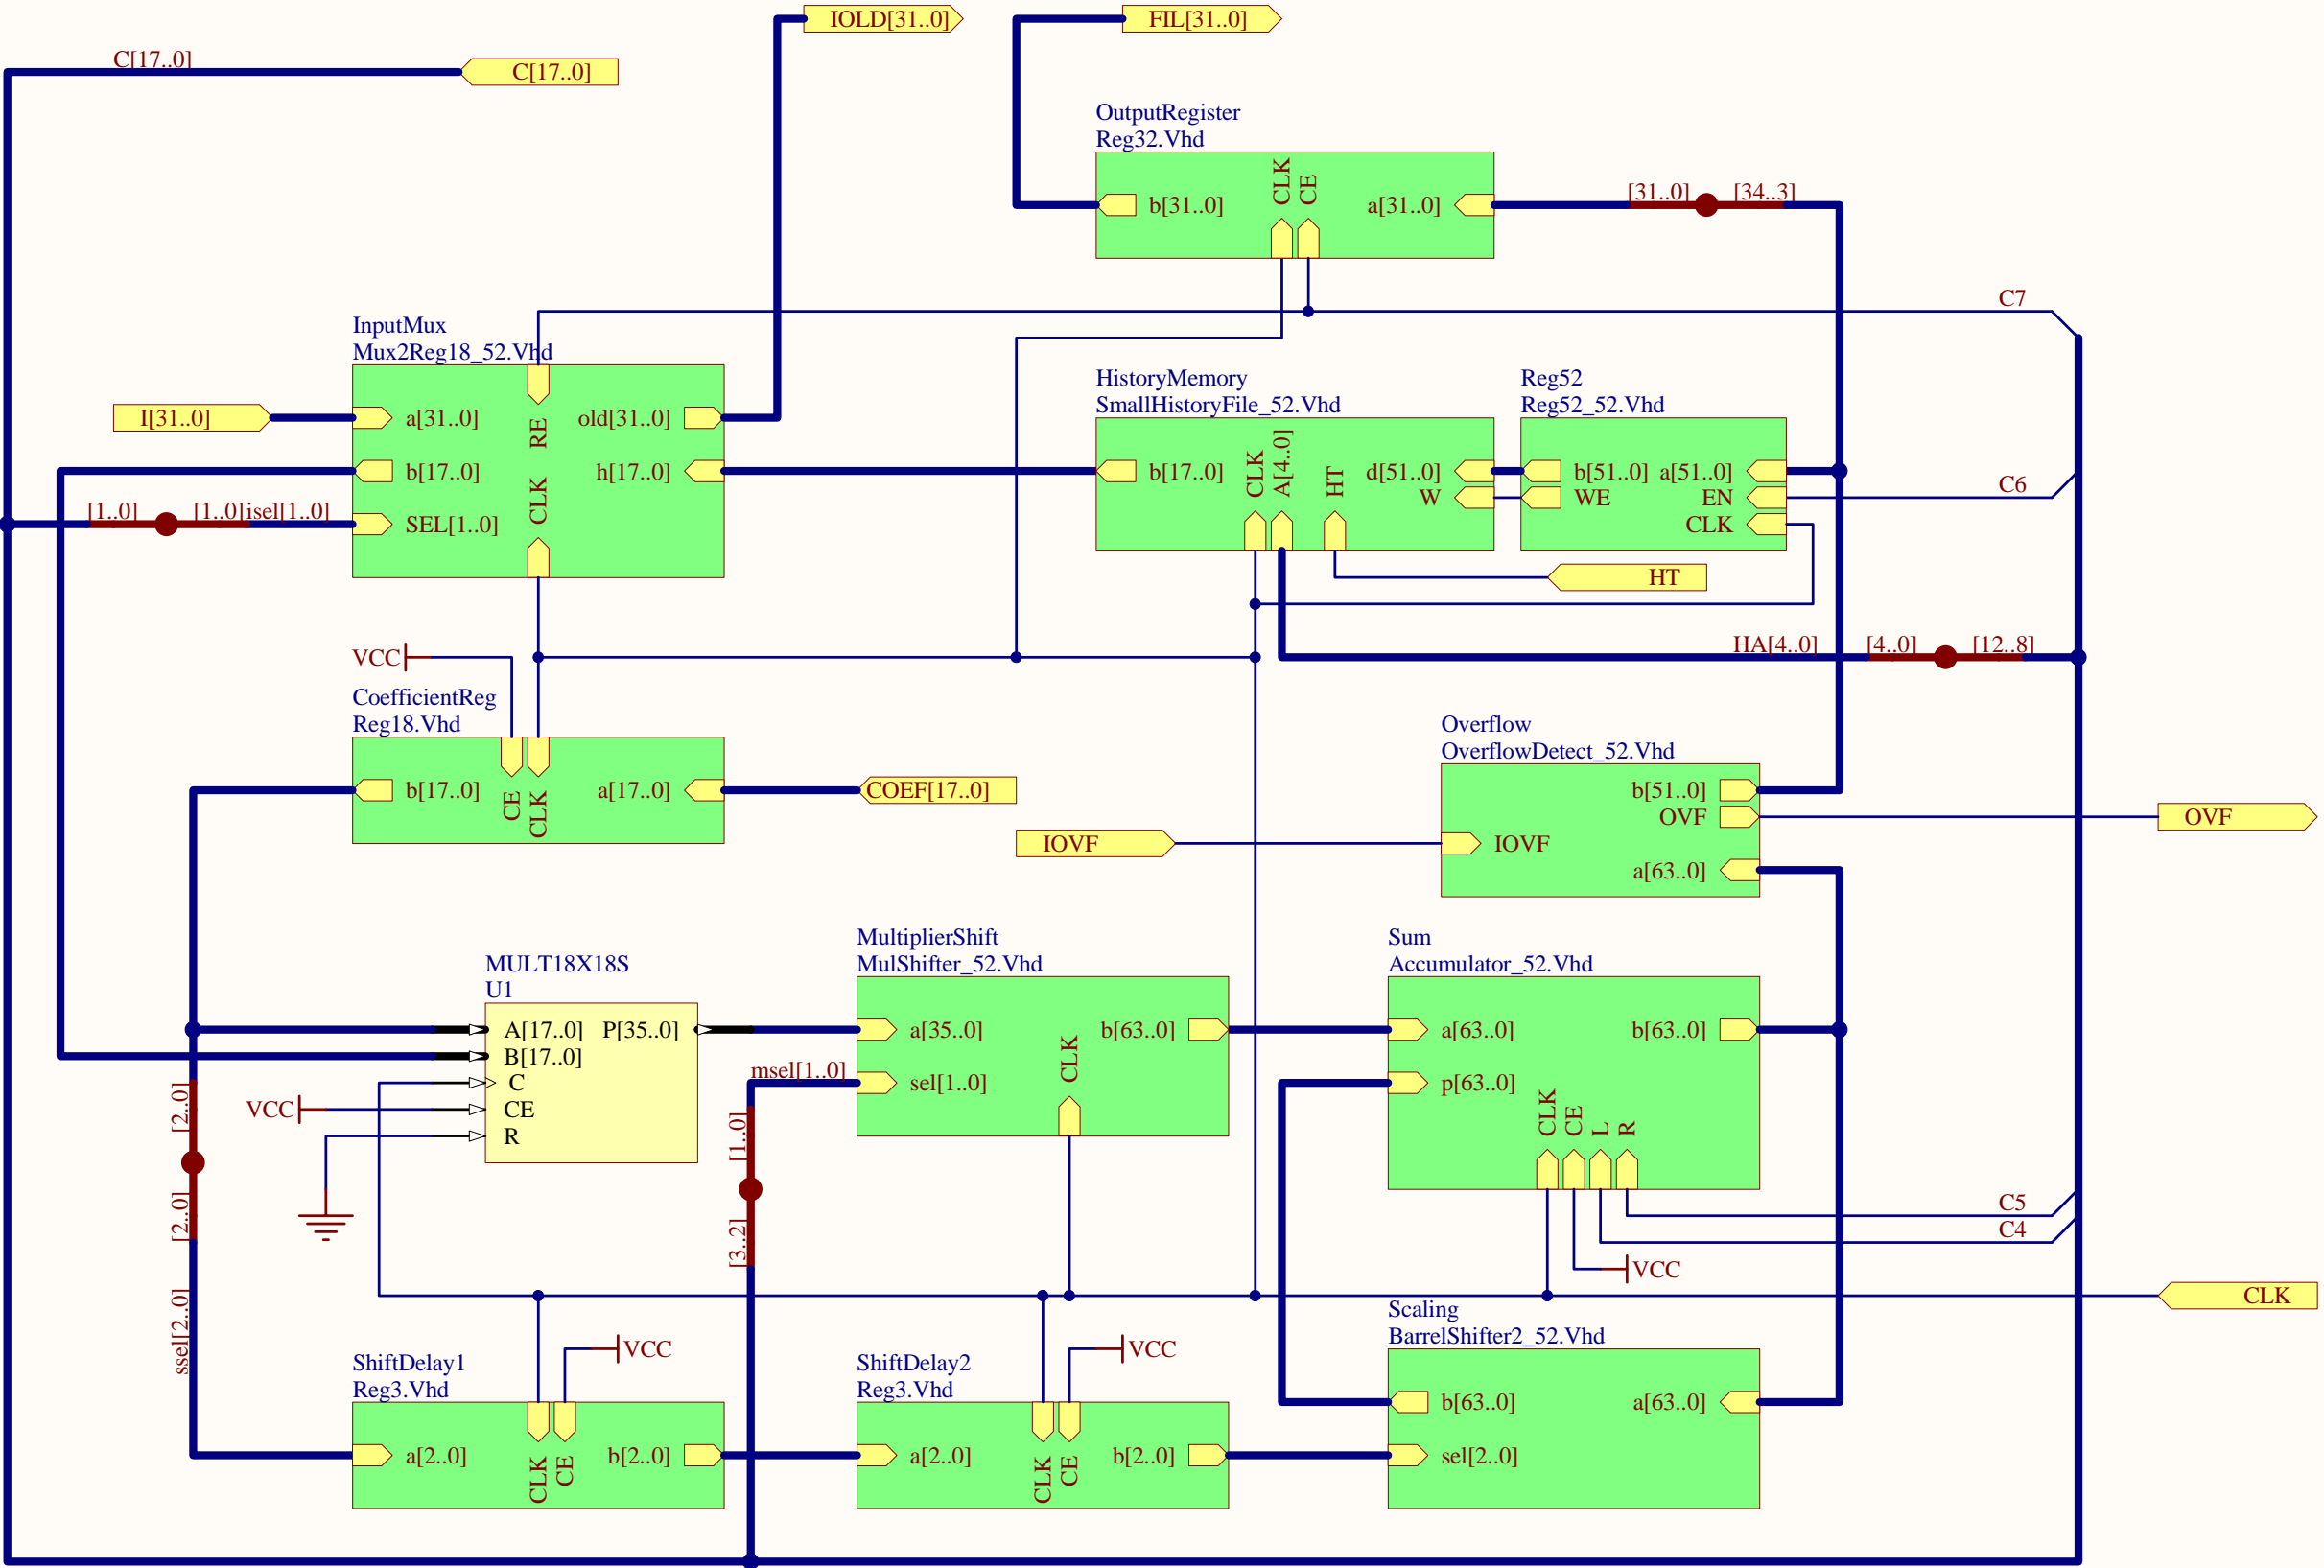 IOLD[31..0]
FIL[31..0]
C[17..0]
C[17..0]
OutputRegister
Reg32.Vhd
CLK
CE
b[31..0]
a[31..0]
[31..0]
[34..3]
C7
InputMux
Mux2Reg18_52.Vhd
I[31..0]
a[31..0]
RE
old[31..0]
b[17..0]
h[17..0]
CLK
[1..0]
[1..0]
isel[1..0]
SEL[1..0]
HistoryMemory
SmallHistoryFile_52.Vhd
b[17..0]
CLK
A[4..0]
HT
d[51..0]
W
Reg52
Reg52_52.Vhd
b[51..0]
a[51..0]
WE
EN
CLK
C6
HT
VCC
HA[4..0]
[4..0]
[12..8]
CoefficientReg
Reg18.Vhd
b[17..0]
CE
CLK
a[17..0]
COEF[17..0]
IOVF
Overflow
OverflowDetect_52.Vhd
b[51..0]
OVF
IOVF
a[63..0]
OVF
MULT18X18S
U1
A[17..0]
P[35..0]
B[17..0]
C
CE
R
VCC
[2..0]
[2..0]
ssel[2..0]
MultiplierShift
MulShifter_52.Vhd
a[35..0]
b[63..0]
msel[1..0]
sel[1..0]
CLK
[1..0]
[3..2]
Sum
Accumulator_52.Vhd
a[63..0]
b[63..0]
p[63..0]
CLK
CE
L
R
C5
C4
VCC
CLK
ShiftDelay1
Reg3.Vhd
VCC
a[2..0]
CLK
CE
b[2..0]
ShiftDelay2
Reg3.Vhd
VCC
a[2..0]
CLK
CE
b[2..0]
Scaling
BarrelShifter2_52.Vhd
b[63..0]
a[63..0]
sel[2..0]